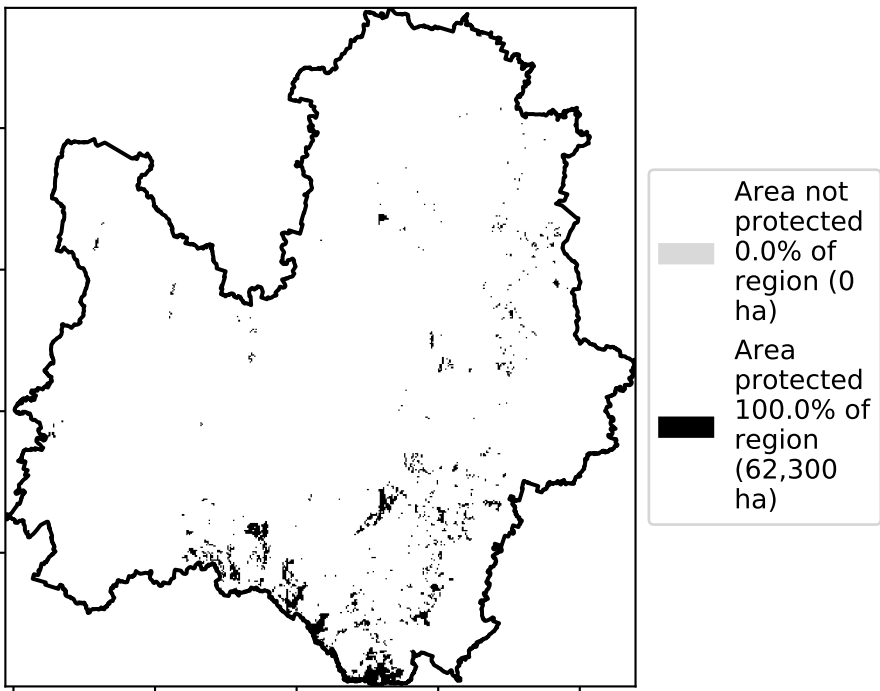 Area not
protected
0.0% of
region (0
ha)
Area
protected
100.0% of
region
(62,300
ha)